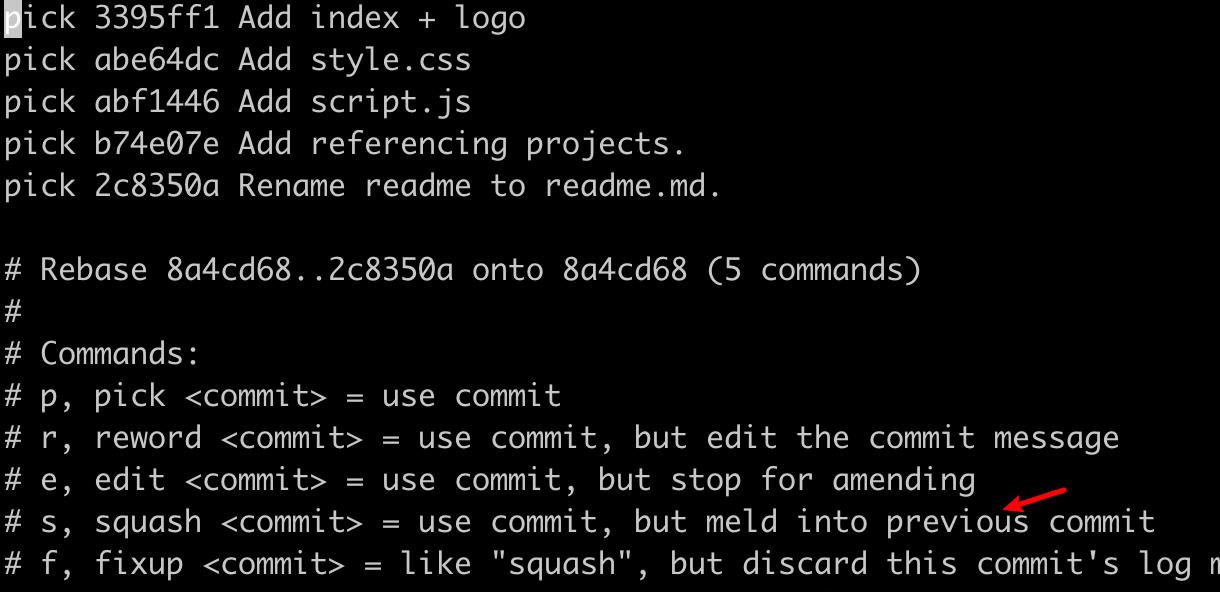 pick 3395ff1 Add index + logo
pick abe64dc Add style.css
pick abf1446 Add script.js
pick b74e07e Add referencing projects.
pick 2c8350a Rename readme to readme.md.
# Rebase 8a4cd68..2c8350a onto 8a4cd68 (5 commands)
#
# Commands:
# p, pick <commit> = use commit
# r, reword <commit> = use commit, but edit the commit message
# e, edit <commit> = use commit, but stop for amending
# s, squash <commit> = use commit, but meld into previous commit
# f, fixup <commit> = like "squash", but discard this commit's log